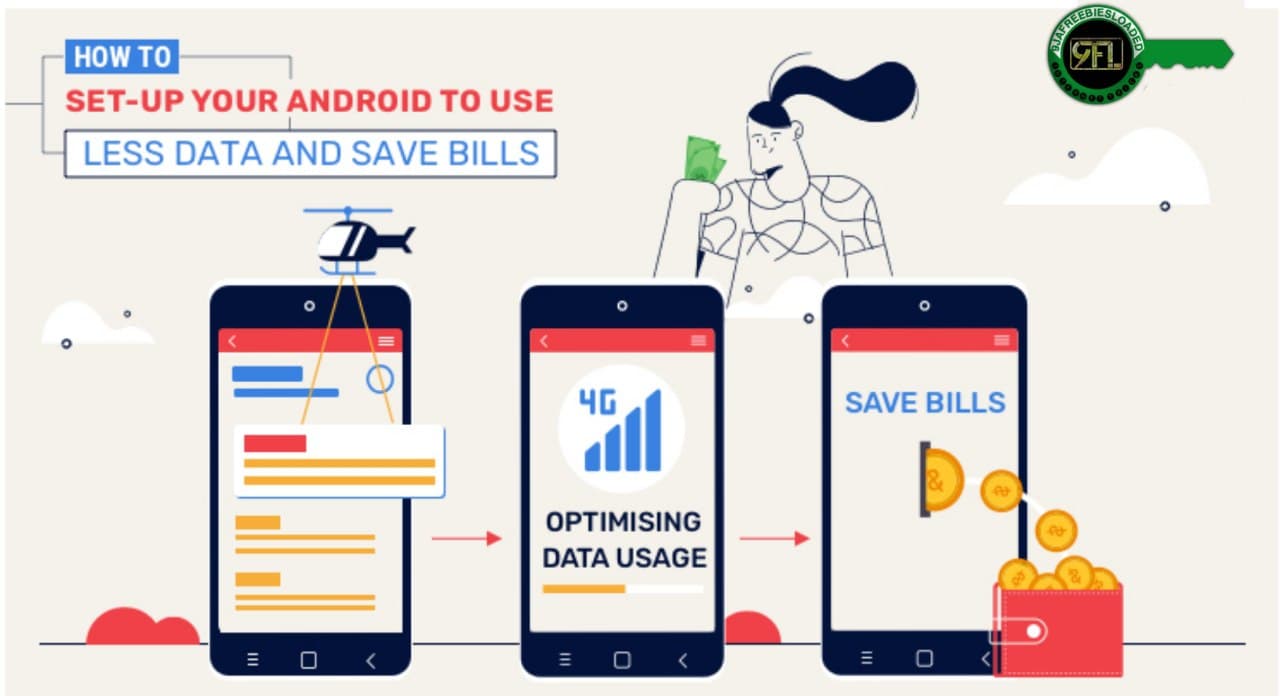 HOW TO
SET-UP YOUR ANDROID TO USE
LESS DATA AND SAVE BILLS
9JAFREEBIESLOADED
9FL
4G
OPTIMISING
DATA USAGE
SAVE BILLS
&
&